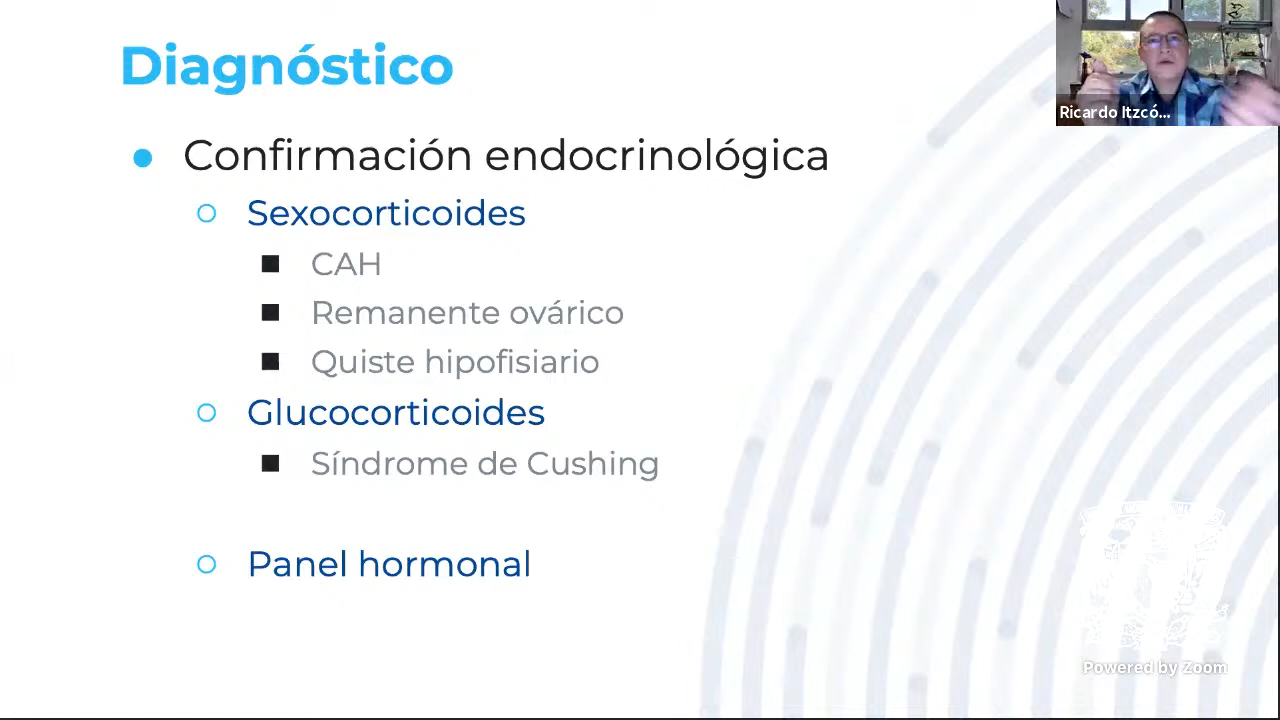 Diagnóstico
Ricardo Itzcó...
Confirmación endocrinológica
Sexocorticoides
CAH
Remanente ovárico
Quiste hipofisiario
Glucocorticoides
Síndrome de Cushing
Panel hormonal
Powered by Zoom